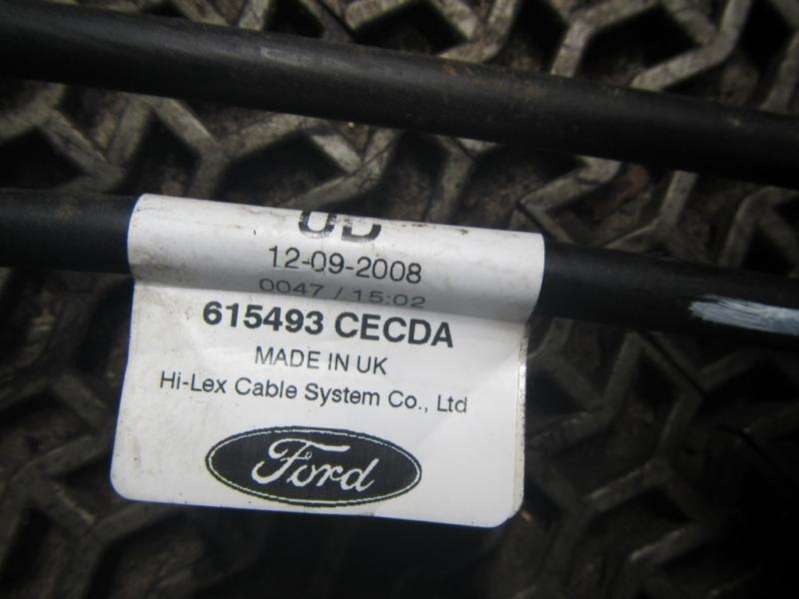 12-09-2008
0047 / 15:02
615493 CECDA
MADE IN UK
Hi-Lex Cable System Co., Ltd
Ford